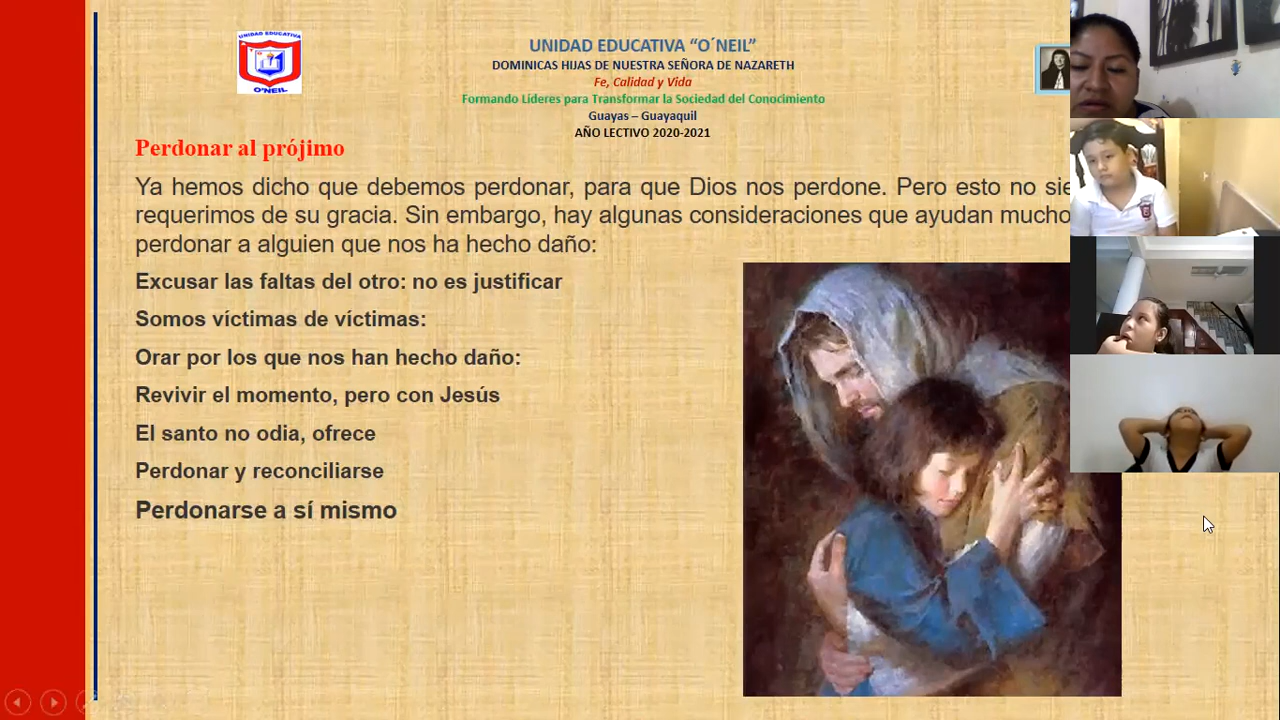 UNIDAD EDUCATIVA
O'NEIL
UNIDAD EDUCATIVA “O´NEIL”
DOMINICAS HIJAS DE NUESTRA SEÑORA DE NAZARETH
Fe, Calidad y Vida
Formando Líderes para Transformar la Sociedad del Conocimiento
Guayas – Guayaquil
AÑO LECTIVO 2020-2021
Perdonar al prójimo
Ya hemos dicho que debemos perdonar, para que Dios nos perdone. Pero esto no
requerimos de su gracia. Sin embargo, hay algunas consideraciones que ayudan mucho
perdonar a alguien que nos ha hecho daño:
Excusar las faltas del otro: no es justificar
Somos víctimas de víctimas:
Orar por los que nos han hecho daño:
Revivir el momento, pero con Jesús
El santo no odia, ofrece
Perdonar y reconciliarse
Perdonarse a sí mismo